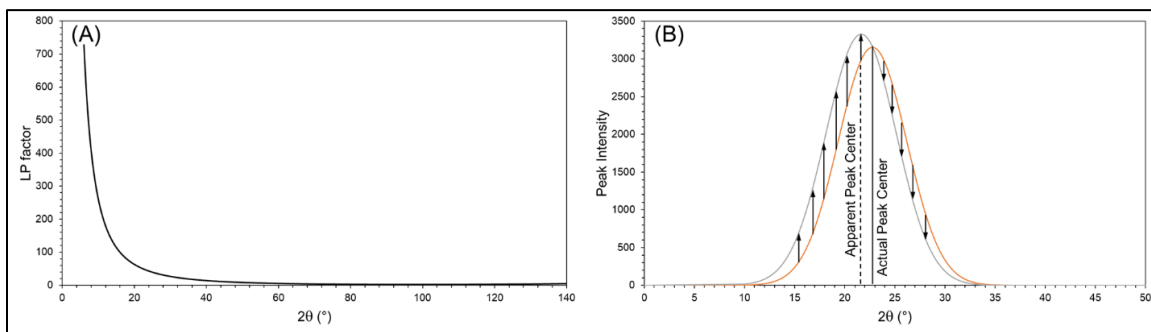 (A)
LP factor
800
700
600
500
400
300
200
100
0
0 20 40 60 80 100 120 140
2θ (°)
(B)
Peak Intensity
3500
3000
2500
2000
1500
1000
500
0
0 5 10 15 20 25 30 35 40 45 50
2θ (°)
Apparent Peak Center
Actual Peak Center